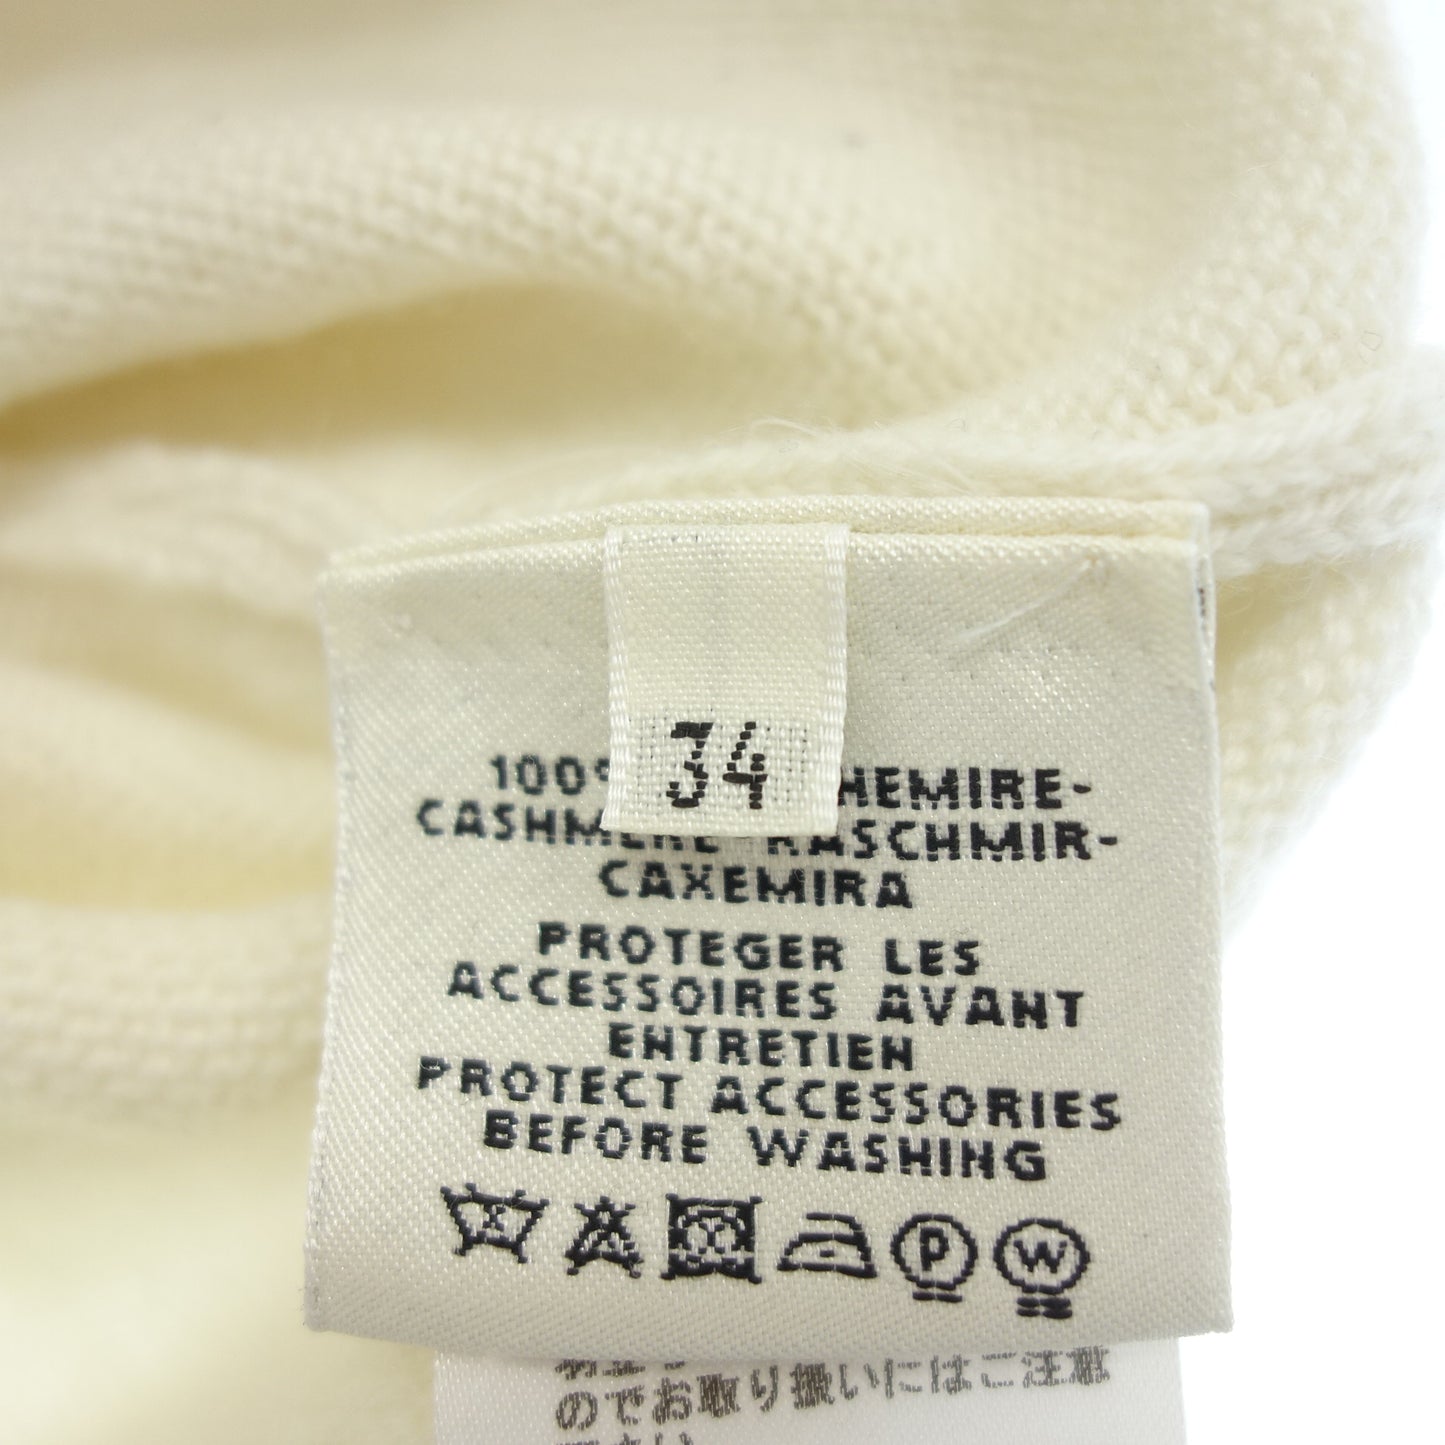 34
100% CHEMIRE-
CASHMERE-KASCHMIR-
CAXEMIRA
PROTEGER LES
ACCESSOIRES AVANT
ENTRETIEN
PROTECT ACCESSORIES
BEFORE WASHING
P W
のでお取り扱いにはご注意